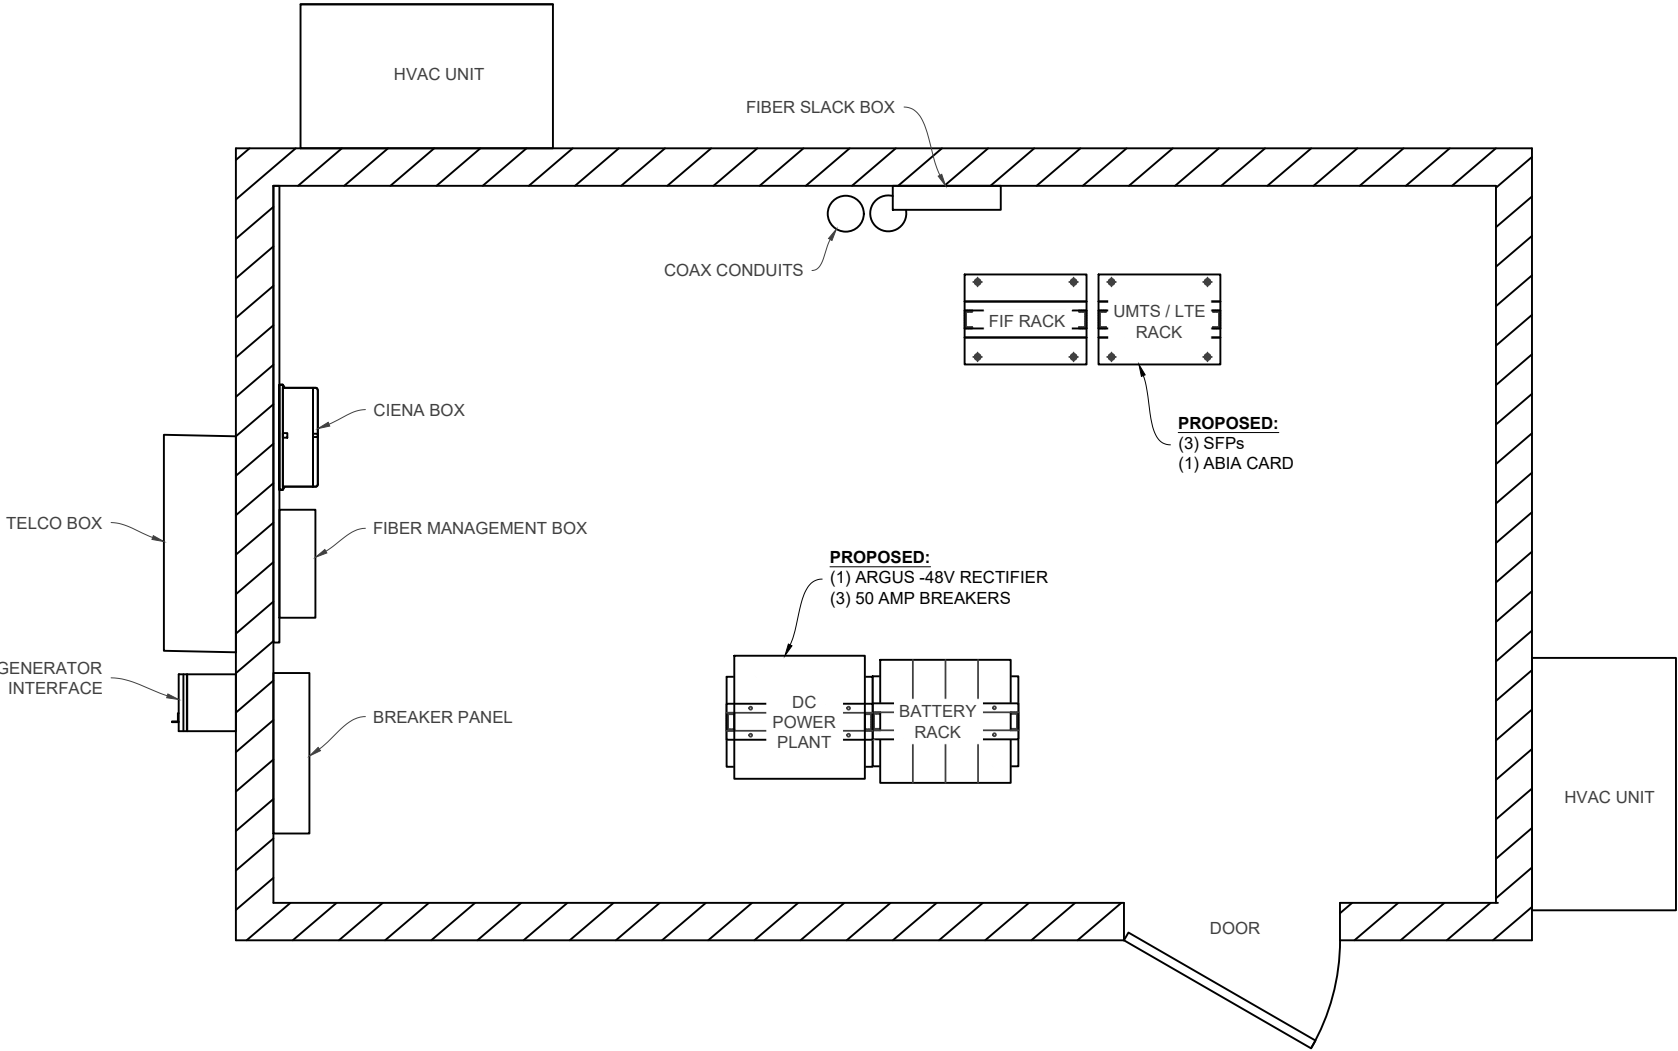 HVAC UNIT
FIBER SLACK BOX
COAX CONDUITS
FIF RACK
UMTS / LTE
RACK
PROPOSED:
(3) SFPs
(1) ABIA CARD
CIENA BOX
TELCO BOX
FIBER MANAGEMENT BOX
PROPOSED:
(1) ARGUS -48V RECTIFIER
(3) 50 AMP BREAKERS
GENERATOR
INTERFACE
BREAKER PANEL
DC
POWER
PLANT
BATTERY
RACK
HVAC UNIT
DOOR